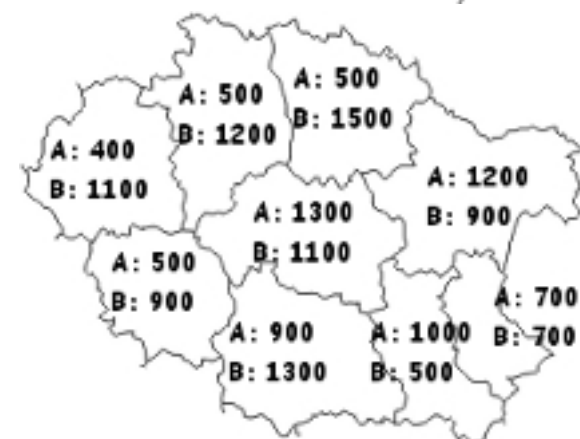 A: 500
B: 1200
A: 500
B: 1500
A: 400
B: 1100
A: 1200
B: 900
A: 1300
B: 1100
A: 500
B: 900
A: 700
B: 700
A: 900
B: 1300
A: 1000
B: 500